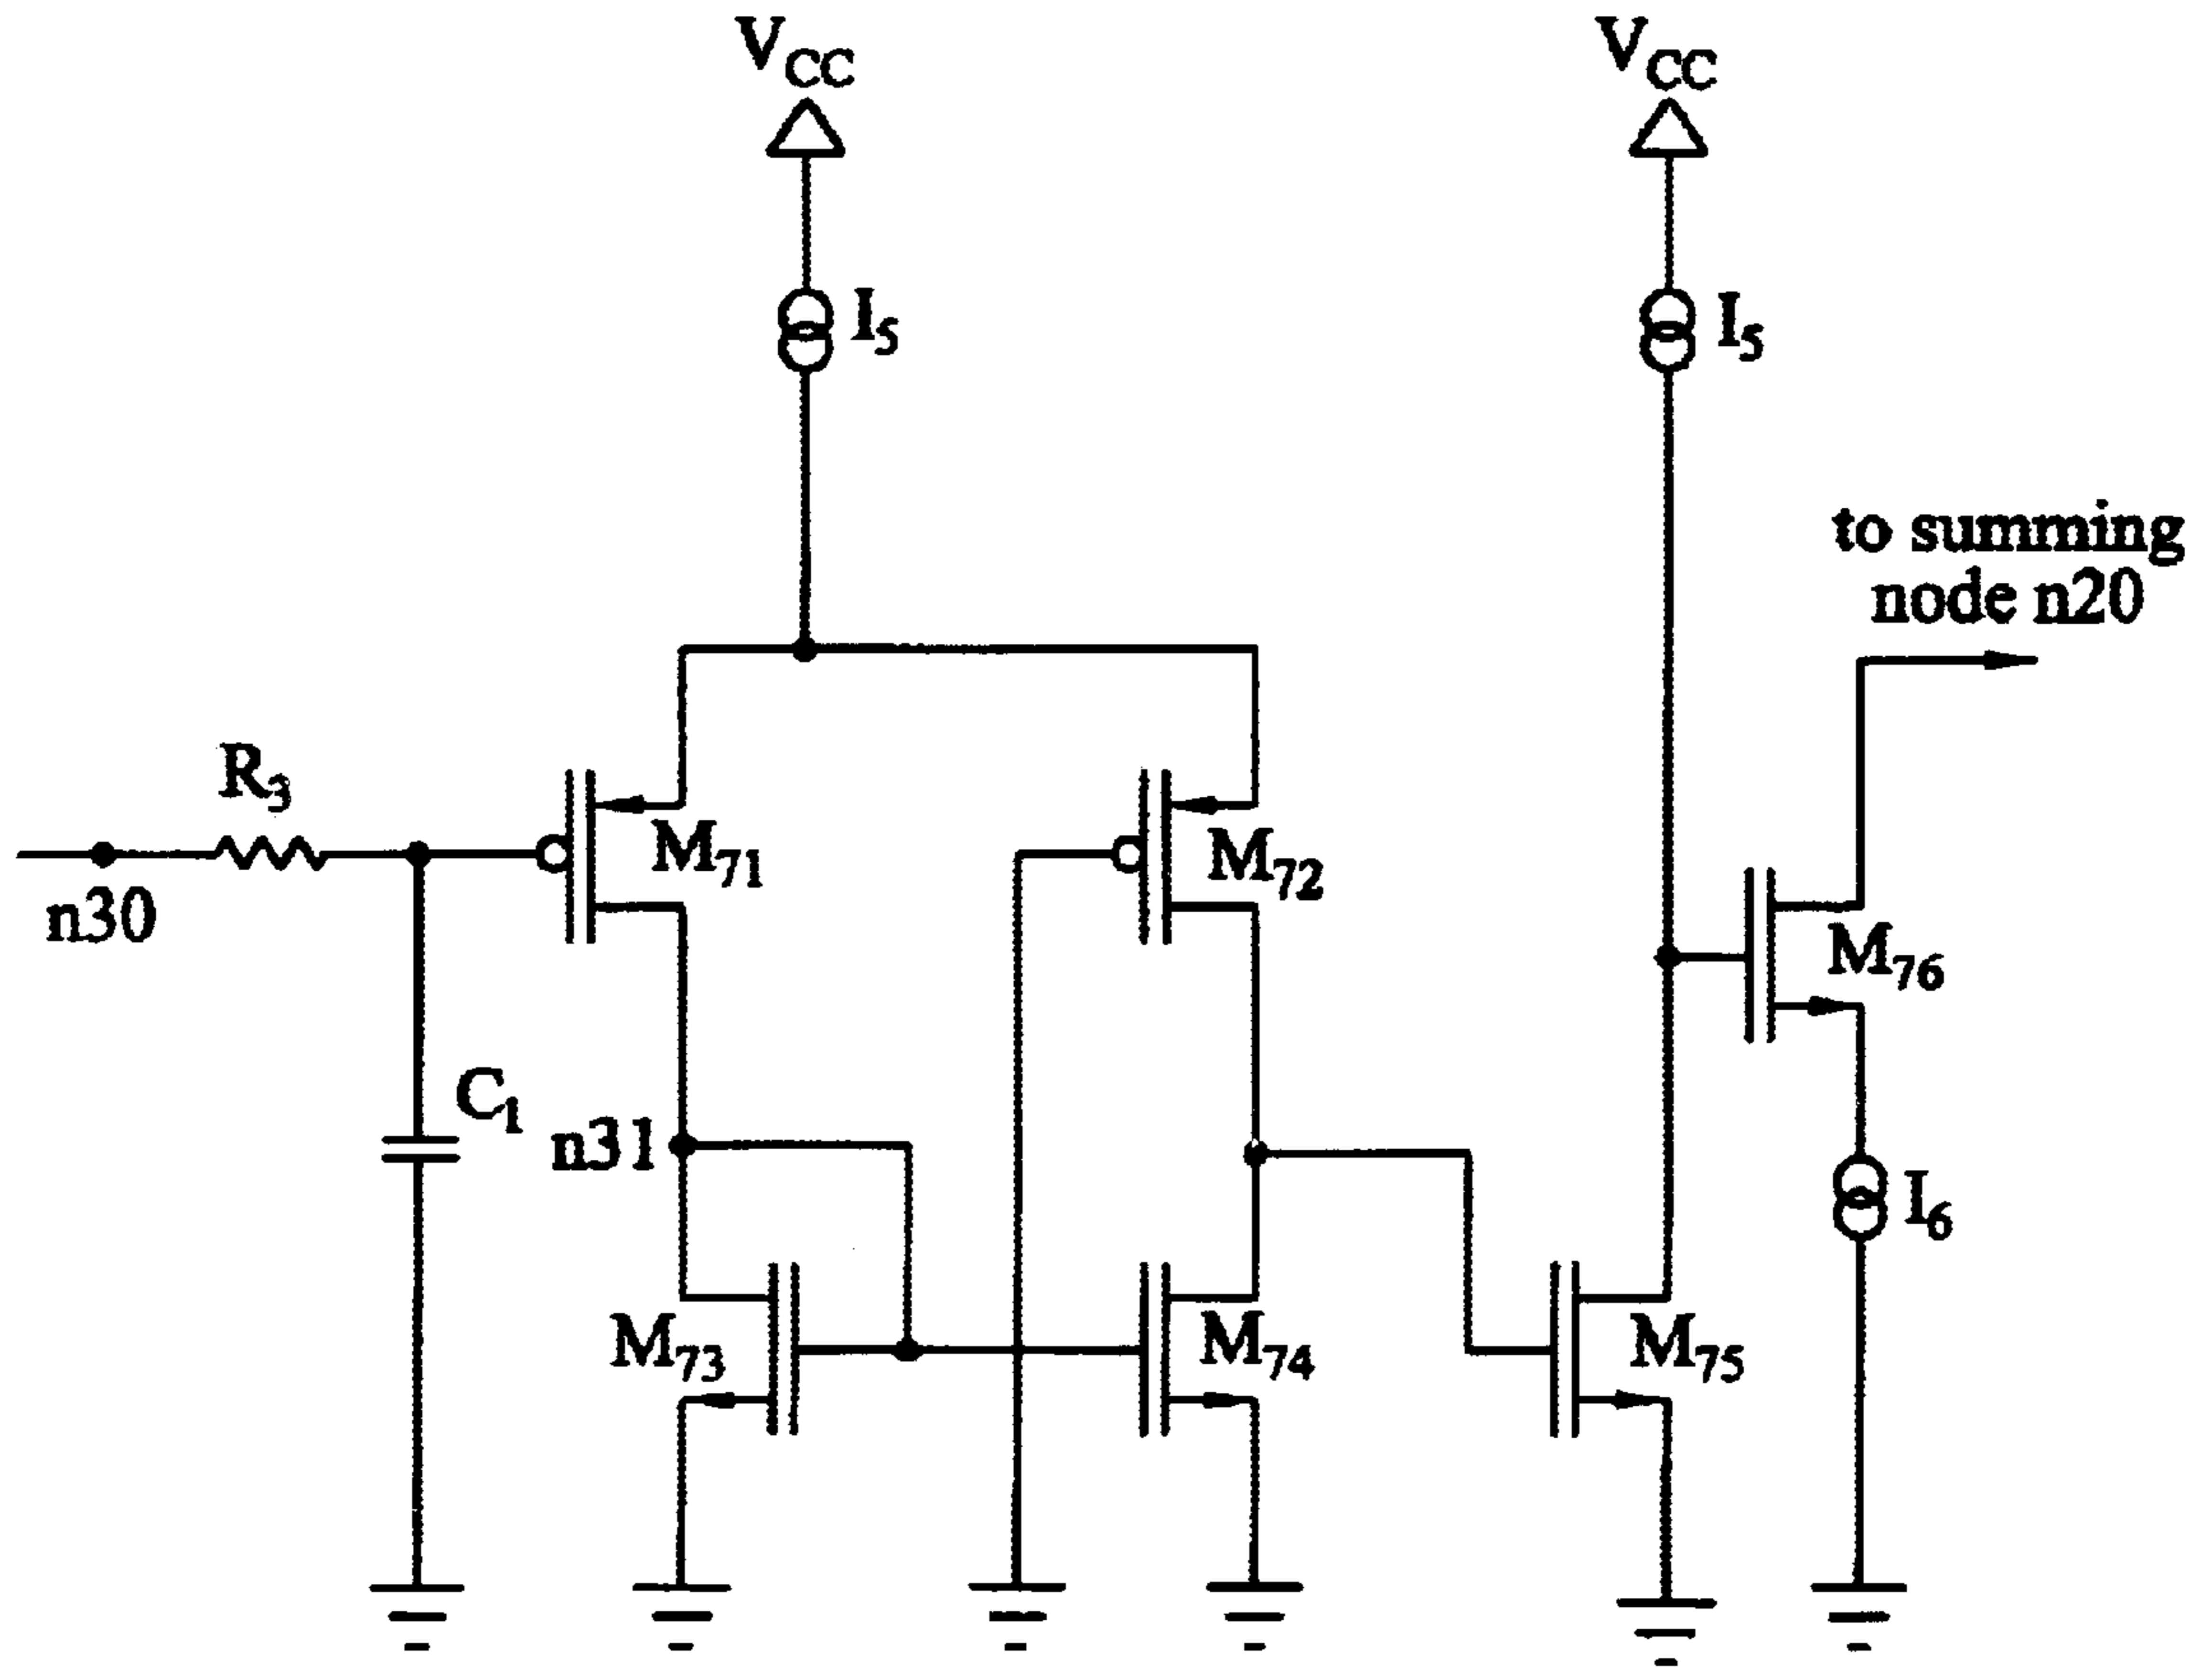 VCC
VCC
I5
I5
to summing
node n20
R3
M71
M72
n30
M76
C1
n31
I6
M73
M74
M75